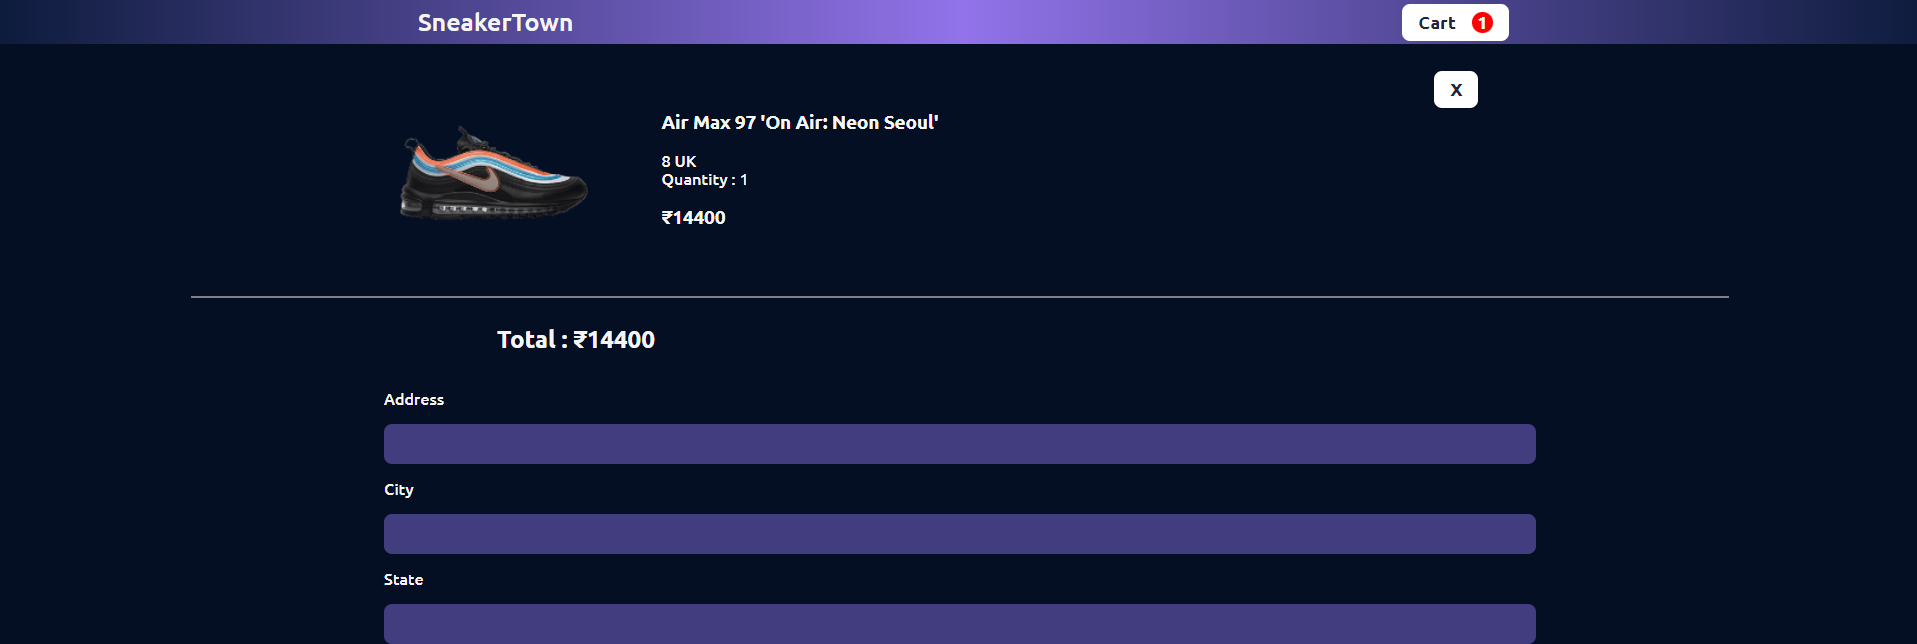 SneakerTown
Cart 1
X
Air Max 97 'On Air: Neon Seoul'
8 UK
Quantity : 1
₹14400
Total : ₹14400
Address
City
State